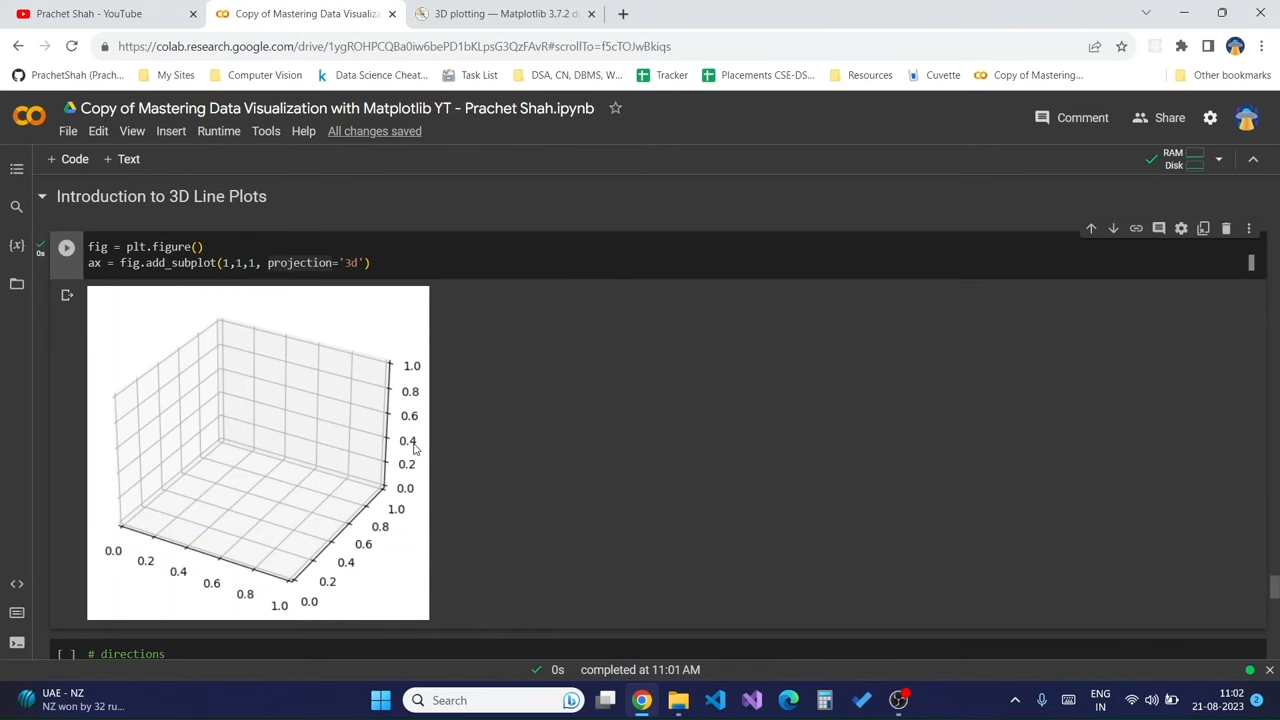 Prachet Shah - YouTube
Copy of Mastering Data Visualiza
3D plotting — Matplotlib 3.7.2 d
https://colab.research.google.com/drive/1ygROHPCQBa0iw6bePD1bKLpsG3QzFAvR#scrollTo=f5cTOJwBkiqs
PrachetShah (Prach...
My Sites
Computer Vision
Data Science Cheat...
Task List
DSA, CN, DBMS, W...
Tracker
Placements CSE-DS...
Resources
Cuvette
Copy of Mastering...
Other bookmarks
CO
Copy of Mastering Data Visualization with Matplotlib YT - Prachet Shah.ipynb
File Edit View Insert Runtime Tools Help All changes saved
Comment
Share
+ Code + Text
RAM
Disk
Introduction to 3D Line Plots
{x}
0s
fig = plt.figure()
ax = fig.add_subplot(1,1,1, projection='3d')
1.0
0.8
0.6
0.4
0.2
0.0
1.0
0.8
0.6
0.4
0.2
0.0
0.0
0.2
0.4
0.6
0.8
1.0
[ ] # directions
0s completed at 11:01 AM
UAE - NZ
NZ won by 32 ru...
Search
ENG
IN
11:02
21-08-2023
2